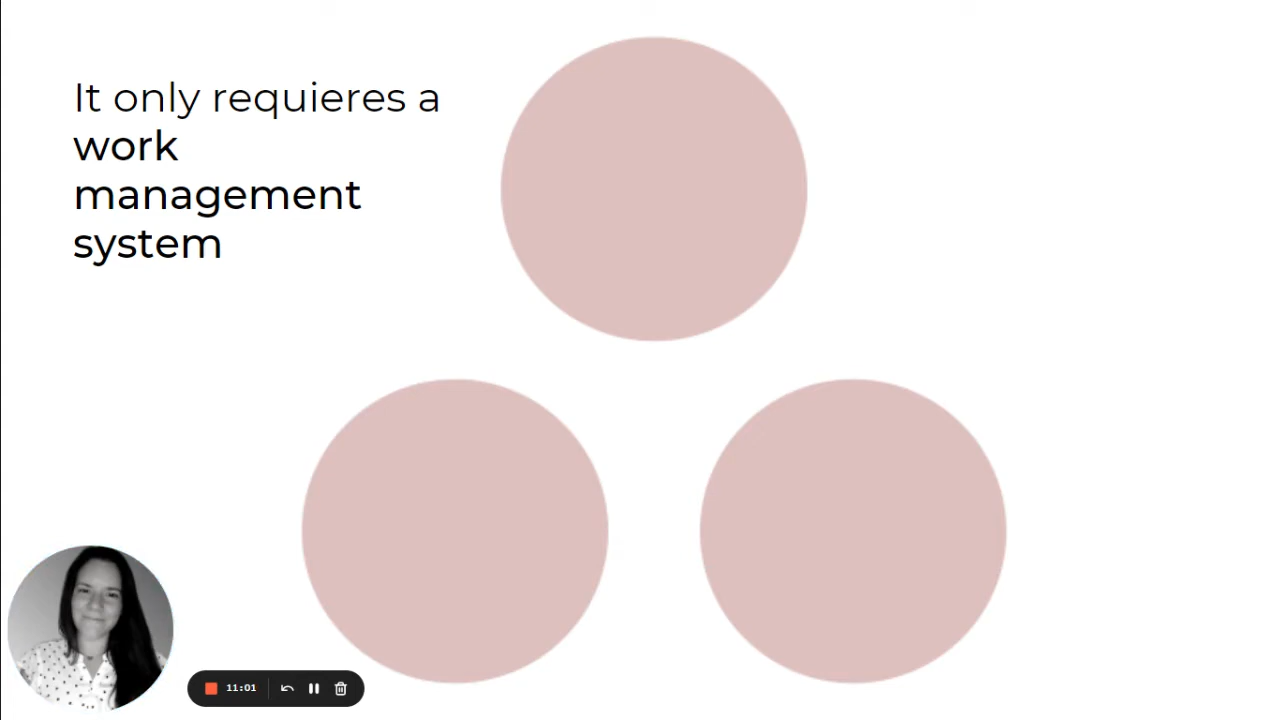 It only requieres a
work
management
system
11:01